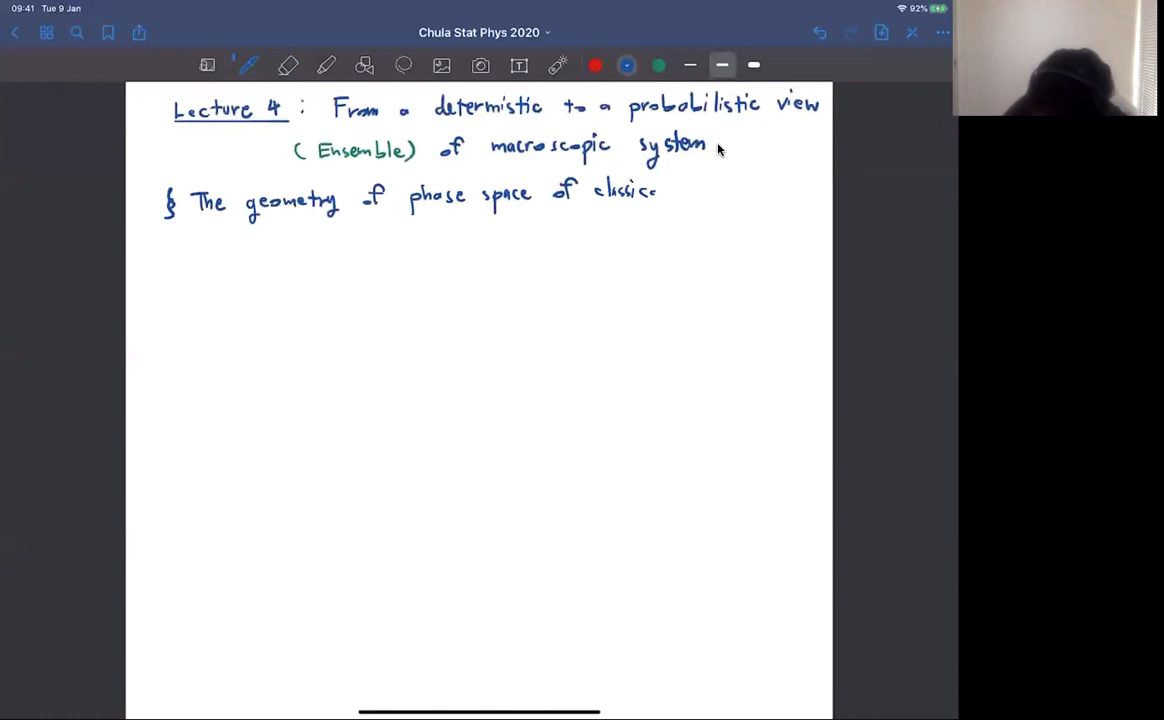 09:41 Tue 9 Jan
92%
Chula Stat Phys 2020
Lecture 4 : From a determistic to a probabilistic view
(Ensemble) of macroscopic system
§ The geometry of phase space of classic